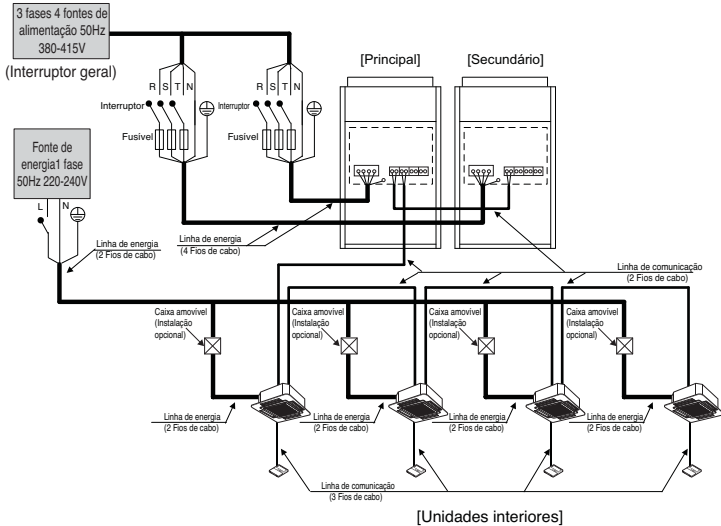 3 fases 4 fontes de
alimentação 50Hz
380-415V
(Interruptor geral)
[Principal]
[Secundário]
R S T N
R S T N
Interruptor
Interruptor
Fusível
Fusível
Fonte de
energia1 fase
50Hz 220-240V
L N
Linha de energia
(2 Fios de cabo)
Linha de energia
(4 Fios de cabo)
Linha de comunicação
(2 Fios de cabo)
Caixa amovível
(Instalação
opcional)
Caixa amovível
(Instalação
opcional)
Caixa amovível
(Instalação
opcional)
Caixa amovível
(Instalação
opcional)
Linha de energia
(2 Fios de cabo)
Linha de energia
(2 Fios de cabo)
Linha de energia
(2 Fios de cabo)
Linha de energia
(2 Fios de cabo)
Linha de comunicação
(3 Fios de cabo)
[Unidades interiores]